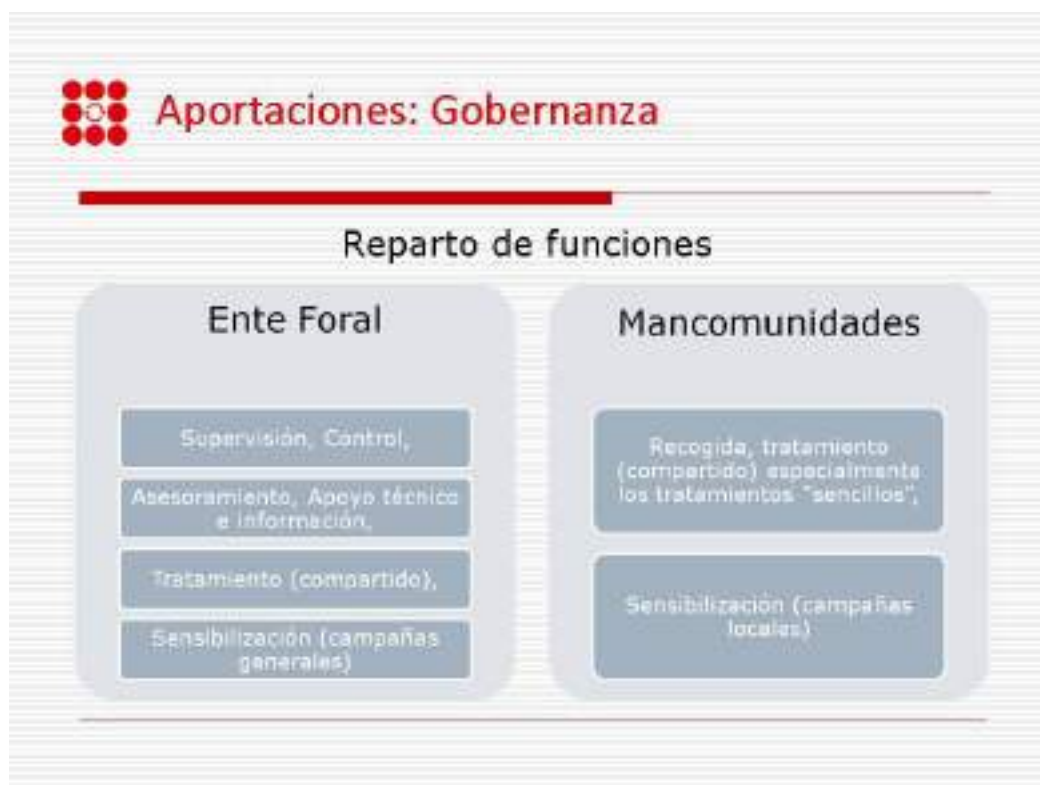 Aportaciones: Gobernanza
Reparto de funciones
Ente Foral
Supervisión, Control,
Asesoramiento, Apoyo técnico
e información,
Tratamiento (compartido),
Sensibilización (campañas
generales)
Mancomunidades
Recogida, tratamiento
(compartido) especialmente
los tratamientos "sencillos",
Sensibilización (campañas
locales)